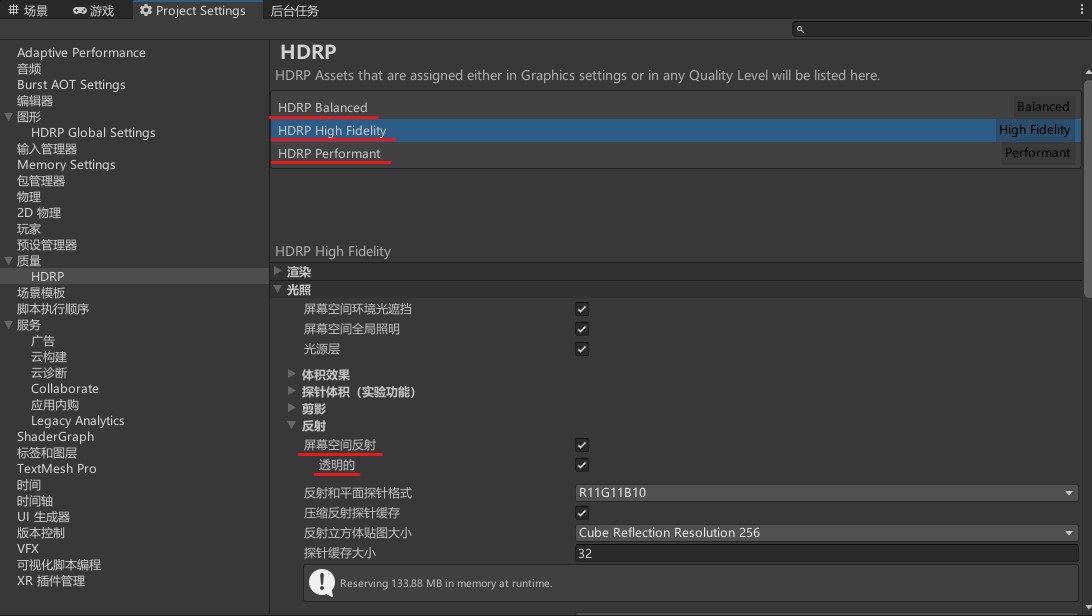 场景 游戏 Project Settings 后台任务
HDRP
HDRP Assets that are assigned either in Graphics settings or in any Quality Level will be listed here.
HDRP Balanced Balanced
HDRP High Fidelity High Fidelity
HDRP Performant Performant
Adaptive Performance
音频
Burst AOT Settings
编辑器
图形
HDRP Global Settings
输入管理器
Memory Settings
包管理器
物理
2D 物理
玩家
预设管理器
质量
HDRP
场景模板
脚本执行顺序
服务
广告
云构建
云诊断
Collaborate
应用内购
Legacy Analytics
ShaderGraph
标签和图层
TextMesh Pro
时间
时间轴
UI 生成器
版本控制
VFX
可视化脚本编程
XR 插件管理
HDRP High Fidelity
渲染
光照
屏幕空间环境光遮挡
屏幕空间全局照明
光源层
体积效果
探针体积（实验功能）
剪影
反射
屏幕空间反射
透明的
反射和平面探针格式 R11G11B10
压缩反射探针缓存
反射立方体贴图大小 Cube Reflection Resolution 256
探针缓存大小 32
Reserving 133.88 MB in memory at runtime.